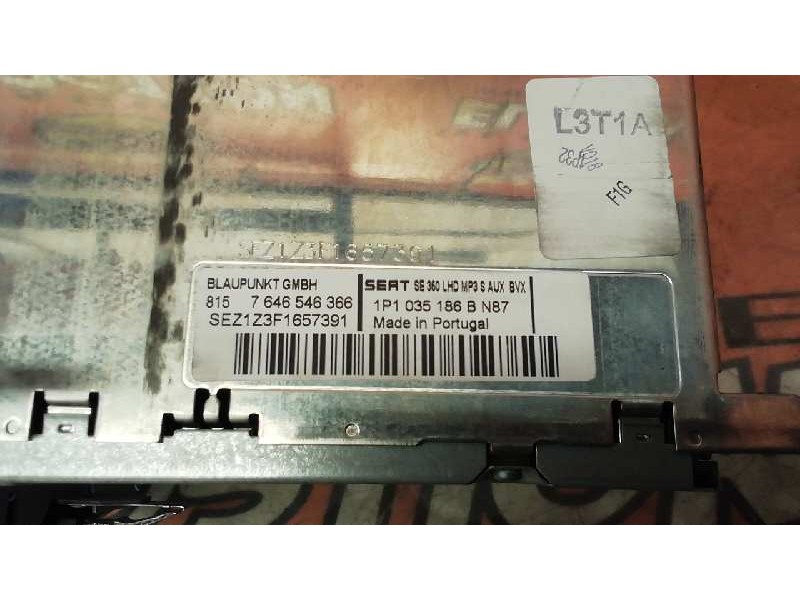 L3T1A
F1G
SEZ1Z3F1657391
BLAUPUNKT GMBH
815 7 646 546 366
SEZ1Z3F1657391
SEAT SE 360 LHD MP3 S AUX BVX
1P1 035 186 B N87
Made in Portugal